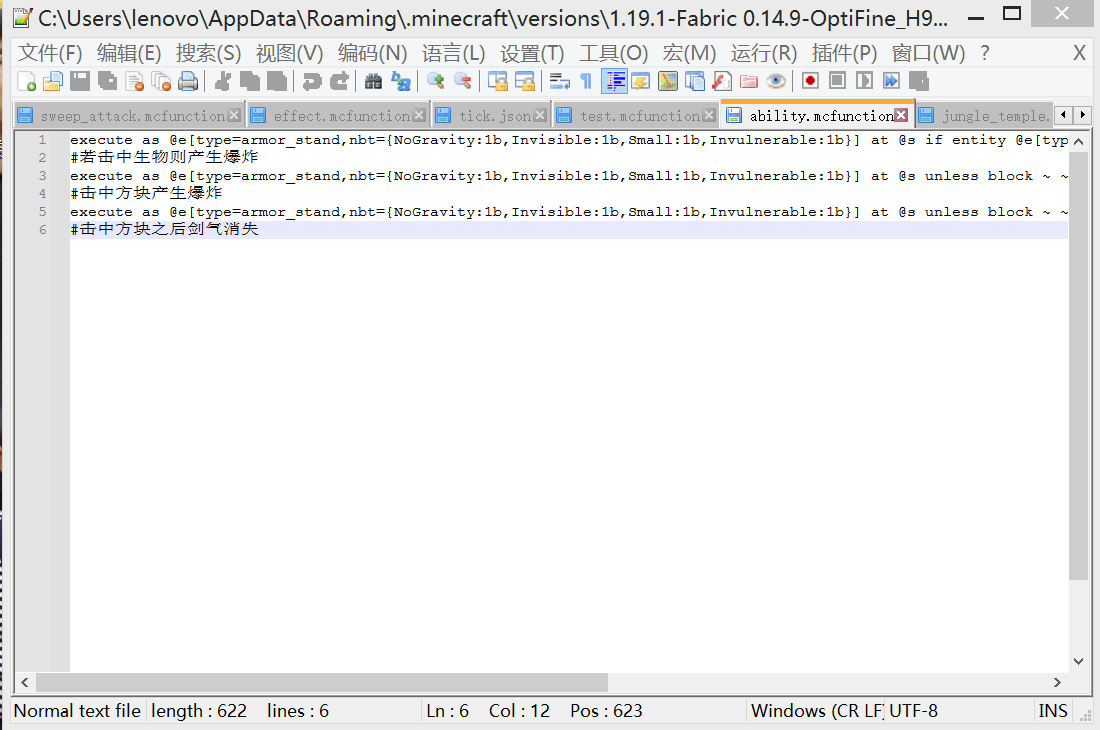 C:\Users\lenovo\AppData\Roaming\.minecraft\versions\1.19.1-Fabric 0.14.9-OptiFine_H9...
文件(F) 编辑(E) 搜索(S) 视图(V) 编码(N) 语言(L) 设置(T) 工具(O) 宏(M) 运行(R) 插件(P) 窗口(W) ? X
sweep_attack.mcfunction effect.mcfunction tick.json test.mcfunction ability.mcfunction jungle_temple.
1 execute as @e[type=armor_stand,nbt={NoGravity:1b,Invisible:1b,Small:1b,Invulnerable:1b}] at @s if entity @e[typ
2 #若击中生物则产生爆炸
3 execute as @e[type=armor_stand,nbt={NoGravity:1b,Invisible:1b,Small:1b,Invulnerable:1b}] at @s unless block ~ ~
4 #击中方块产生爆炸
5 execute as @e[type=armor_stand,nbt={NoGravity:1b,Invisible:1b,Small:1b,Invulnerable:1b}] at @s unless block ~ ~
6 #击中方块之后剑气消失
Normal text file length : 622 lines : 6 Ln : 6 Col : 12 Pos : 623 Windows (CR LF) UTF-8 INS